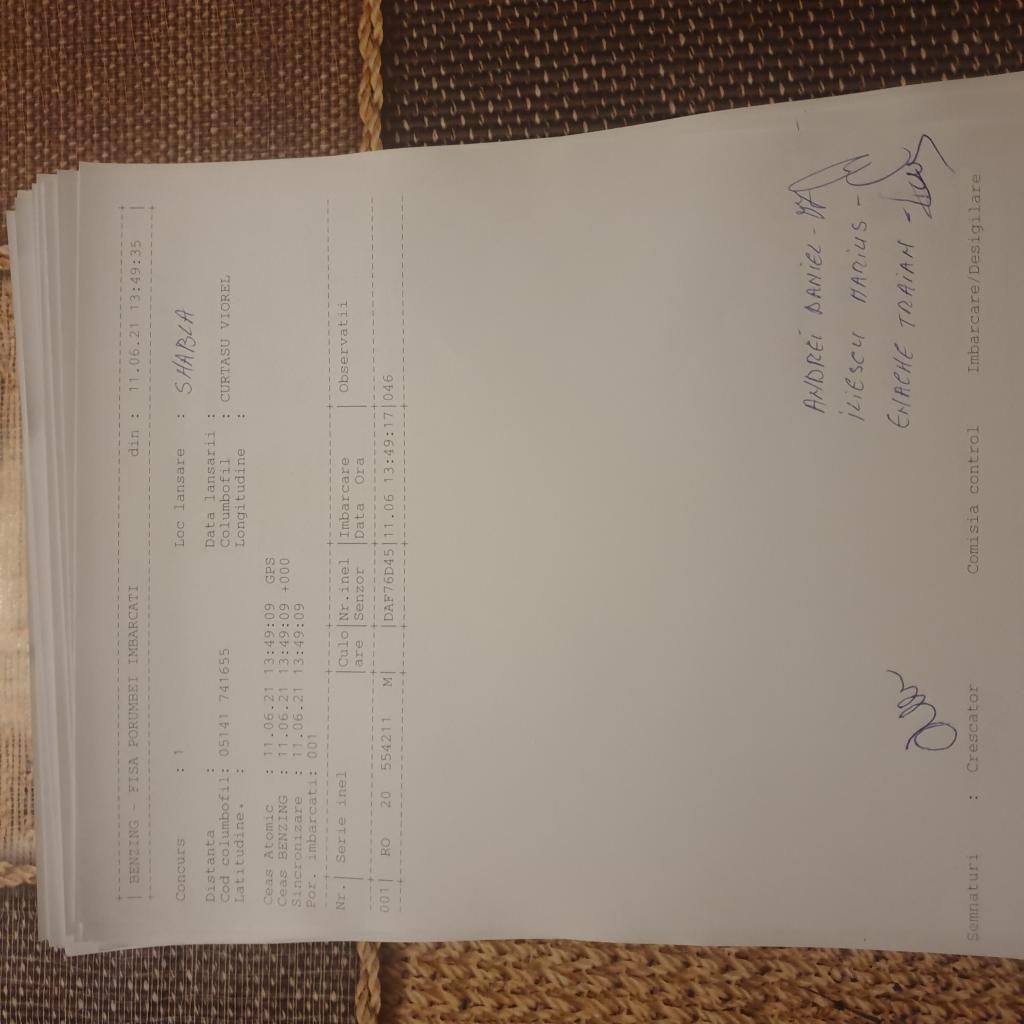 | BENZING - FISA PORUMBEI IMBARCATI din : 11.06.21 13:49:35 |
Concurs : 1 Loc lansare : SHABLA
Distanta : Data lansarii :
Cod columbofil: 05141 741655 Columbofil : CURTASU VIOREL
Latitudine. : Longitudine :
Ceas Atomic : 11.06.21 13:49:09 GPS
Ceas BENZING : 11.06.21 13:49:09 +000
Sincronizare : 11.06.21 13:49:09
Por. imbarcati: 001
Nr.| Serie inel |Culo|Nr.inel |Imbarcare | Observatii
| |are |Senzor |Data Ora |
001| RO 20 554211 M| |DAF76D45|11.06 13:49:17|046
ANDREI DANIEL -
ILIESCU MARIUS -
ENACHE TRAIAN -
Semnaturi : Crescator Comisia control Imbarcare/Desigilare